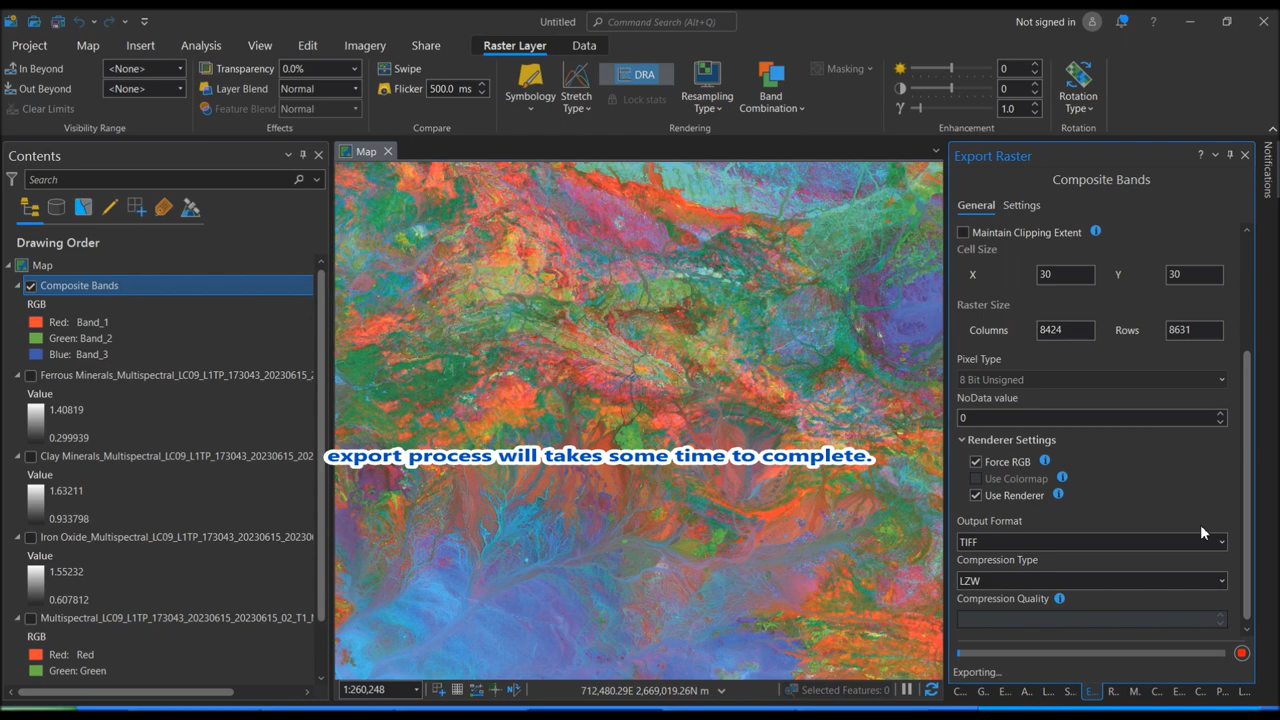 Untitled
Command Search (Alt+Q)
Not signed in
?
Project Map Insert Analysis View Edit Imagery Share Raster Layer Data
In Beyond <None>
Out Beyond <None>
Clear Limits
Visibility Range
Transparency 0.0%
Layer Blend Normal
Feature Blend Normal
Effects
Swipe
Flicker 500.0 ms
Compare
Symbology
Stretch Type
DRA
Lock stats
Resampling Type
Band Combination
Masking
Rendering
0
0
1.0
Enhancement
Rotation Type
Rotation
Contents
Search
Drawing Order
Map
Composite Bands
RGB
Red: Band_1
Green: Band_2
Blue: Band_3
Ferrous Minerals_Multispectral_LC09_L1TP_173043_20230615_
Value
1.40819
0.299939
Clay Minerals_Multispectral_LC09_L1TP_173043_20230615_02_
Value
1.63211
0.933798
Iron Oxide_Multispectral_LC09_L1TP_173043_20230615_02_
Value
1.55232
0.607812
Multispectral_LC09_L1TP_173043_20230615_02_T1_
RGB
Red: Red
Green: Green
Map
export process will takes some time to complete.
1:260,248
712,480.29E 2,669,019.26N m
Selected Features: 0
Export Raster
?
Composite Bands
General Settings
Maintain Clipping Extent
Cell Size
X 30 Y 30
Raster Size
Columns 8424 Rows 8631
Pixel Type
8 Bit Unsigned
NoData value
0
Renderer Settings
Force RGB
Use Colormap
Use Renderer
Output Format
TIFF
Compression Type
LZW
Compression Quality
Exporting...
C... G... E... A... L... S... E... R... M... C... E... C... P... L...
Notifications